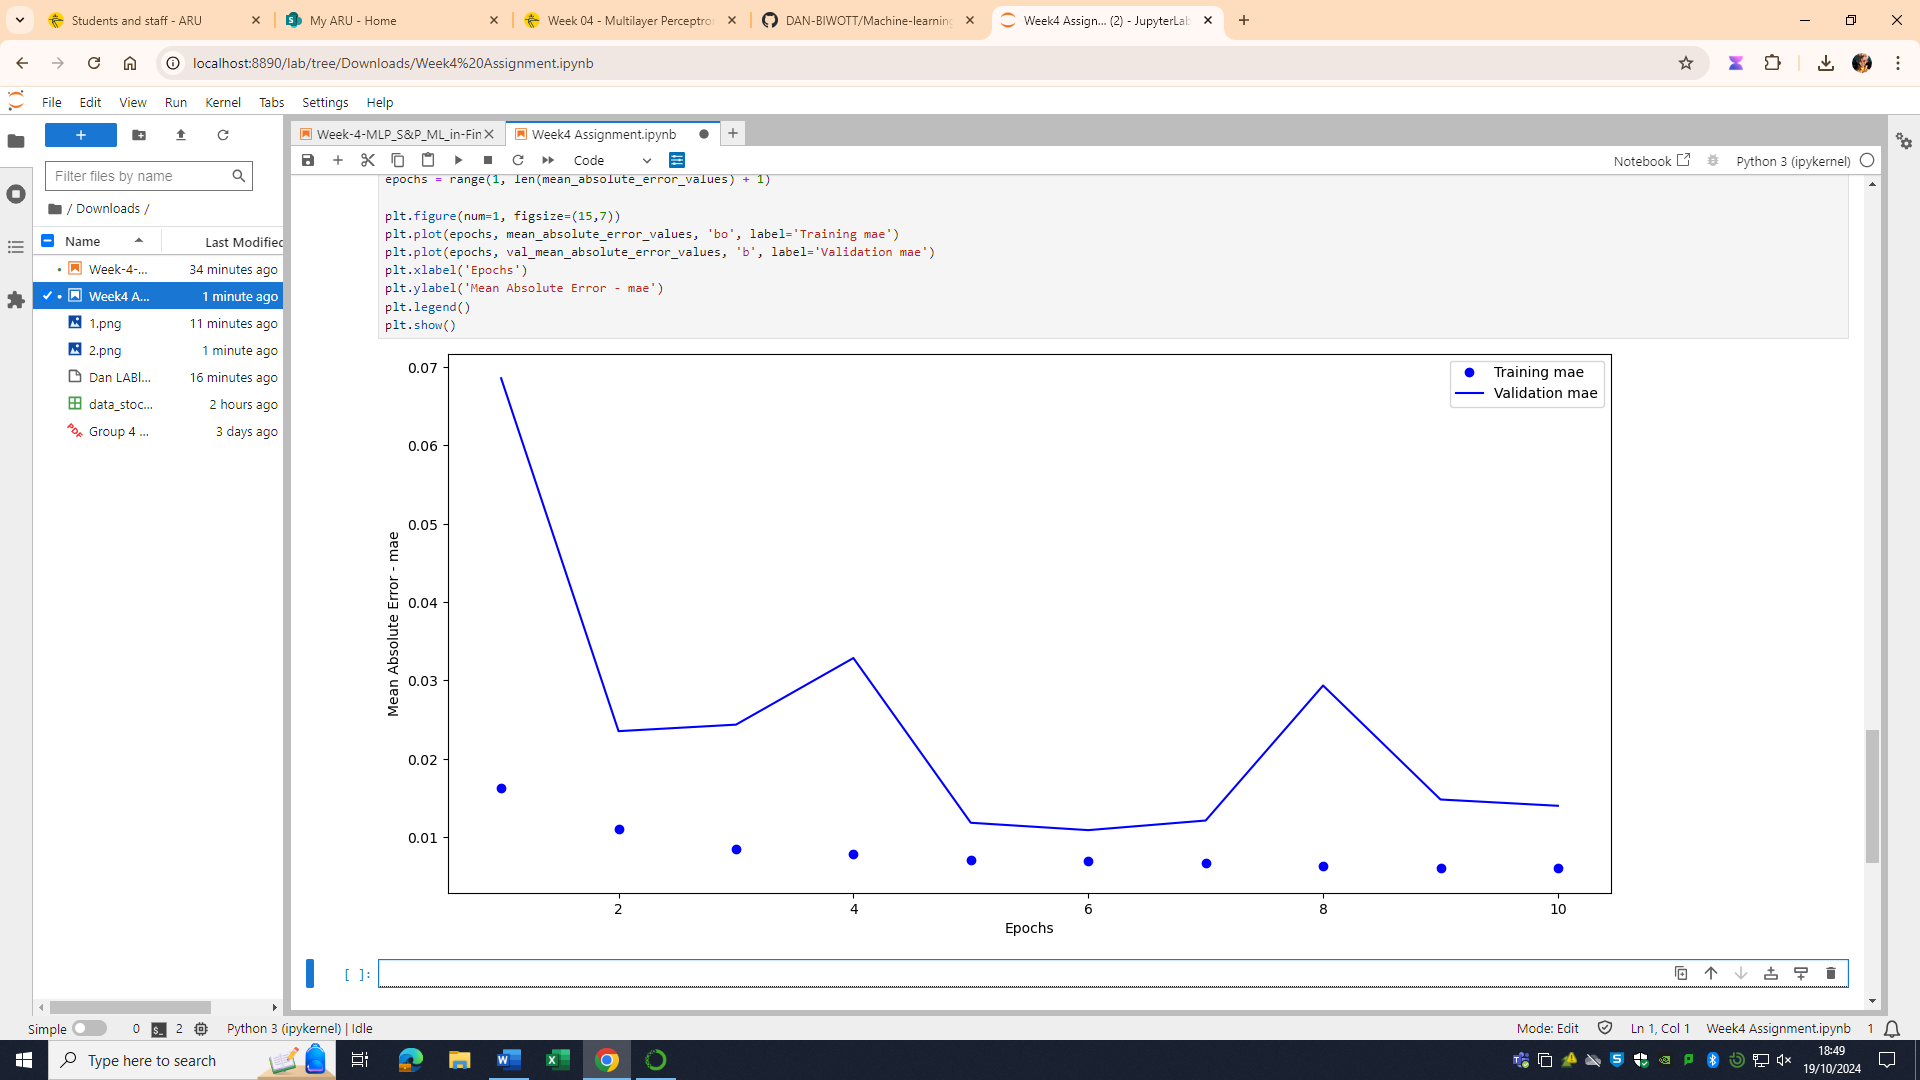 Students and staff - ARU
My ARU - Home
Week 04 - Multilayer Perceptro
DAN-BIWOTT/Machine-learning
Week4 Assign... (2) - JupyterLab
localhost:8890/lab/tree/Downloads/Week4%20Assignment.ipynb
File Edit View Run Kernel Tabs Settings Help
Filter files by name
/ Downloads /
Name Last Modified
Week-4-... 34 minutes ago
Week4 A... 1 minute ago
1.png 11 minutes ago
2.png 1 minute ago
Dan LABl... 16 minutes ago
data_stoc... 2 hours ago
Group 4 ... 3 days ago
Week-4-MLP_S&P_ML_in-Fin
Week4 Assignment.ipynb
Code
Notebook
Python 3 (ipykernel)
epochs = range(1, len(mean_absolute_error_values) + 1)
plt.figure(num=1, figsize=(15,7))
plt.plot(epochs, mean_absolute_error_values, 'bo', label='Training mae')
plt.plot(epochs, val_mean_absolute_error_values, 'b', label='Validation mae')
plt.xlabel('Epochs')
plt.ylabel('Mean Absolute Error - mae')
plt.legend()
plt.show()
Training mae
Validation mae
0.07
0.06
0.05
0.04
0.03
0.02
0.01
Mean Absolute Error - mae
2 4 6 8 10
Epochs
[ ]:
Simple 0 2 Python 3 (ipykernel) | Idle
Mode: Edit Ln 1, Col 1 Week4 Assignment.ipynb 1
Type here to search
18:49
19/10/2024